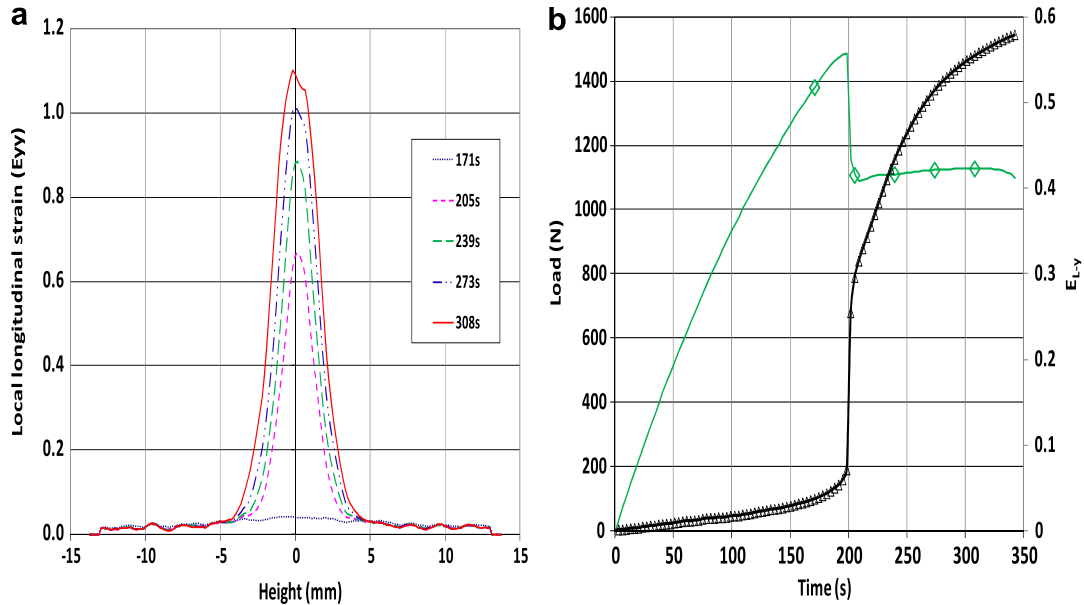 a
Local longitudinal strain (Eyy)
1.2
1.0
0.8
0.6
0.4
0.2
0.0
-15 -10 -5 0 5 10 15
Height (mm)
171s
205s
239s
273s
308s
b
Load (N)
1600
1400
1200
1000
800
600
400
200
0
0 50 100 150 200 250 300 350
Time (s)
0.6
0.5
0.4
0.3
0.2
0.1
0
EL-y